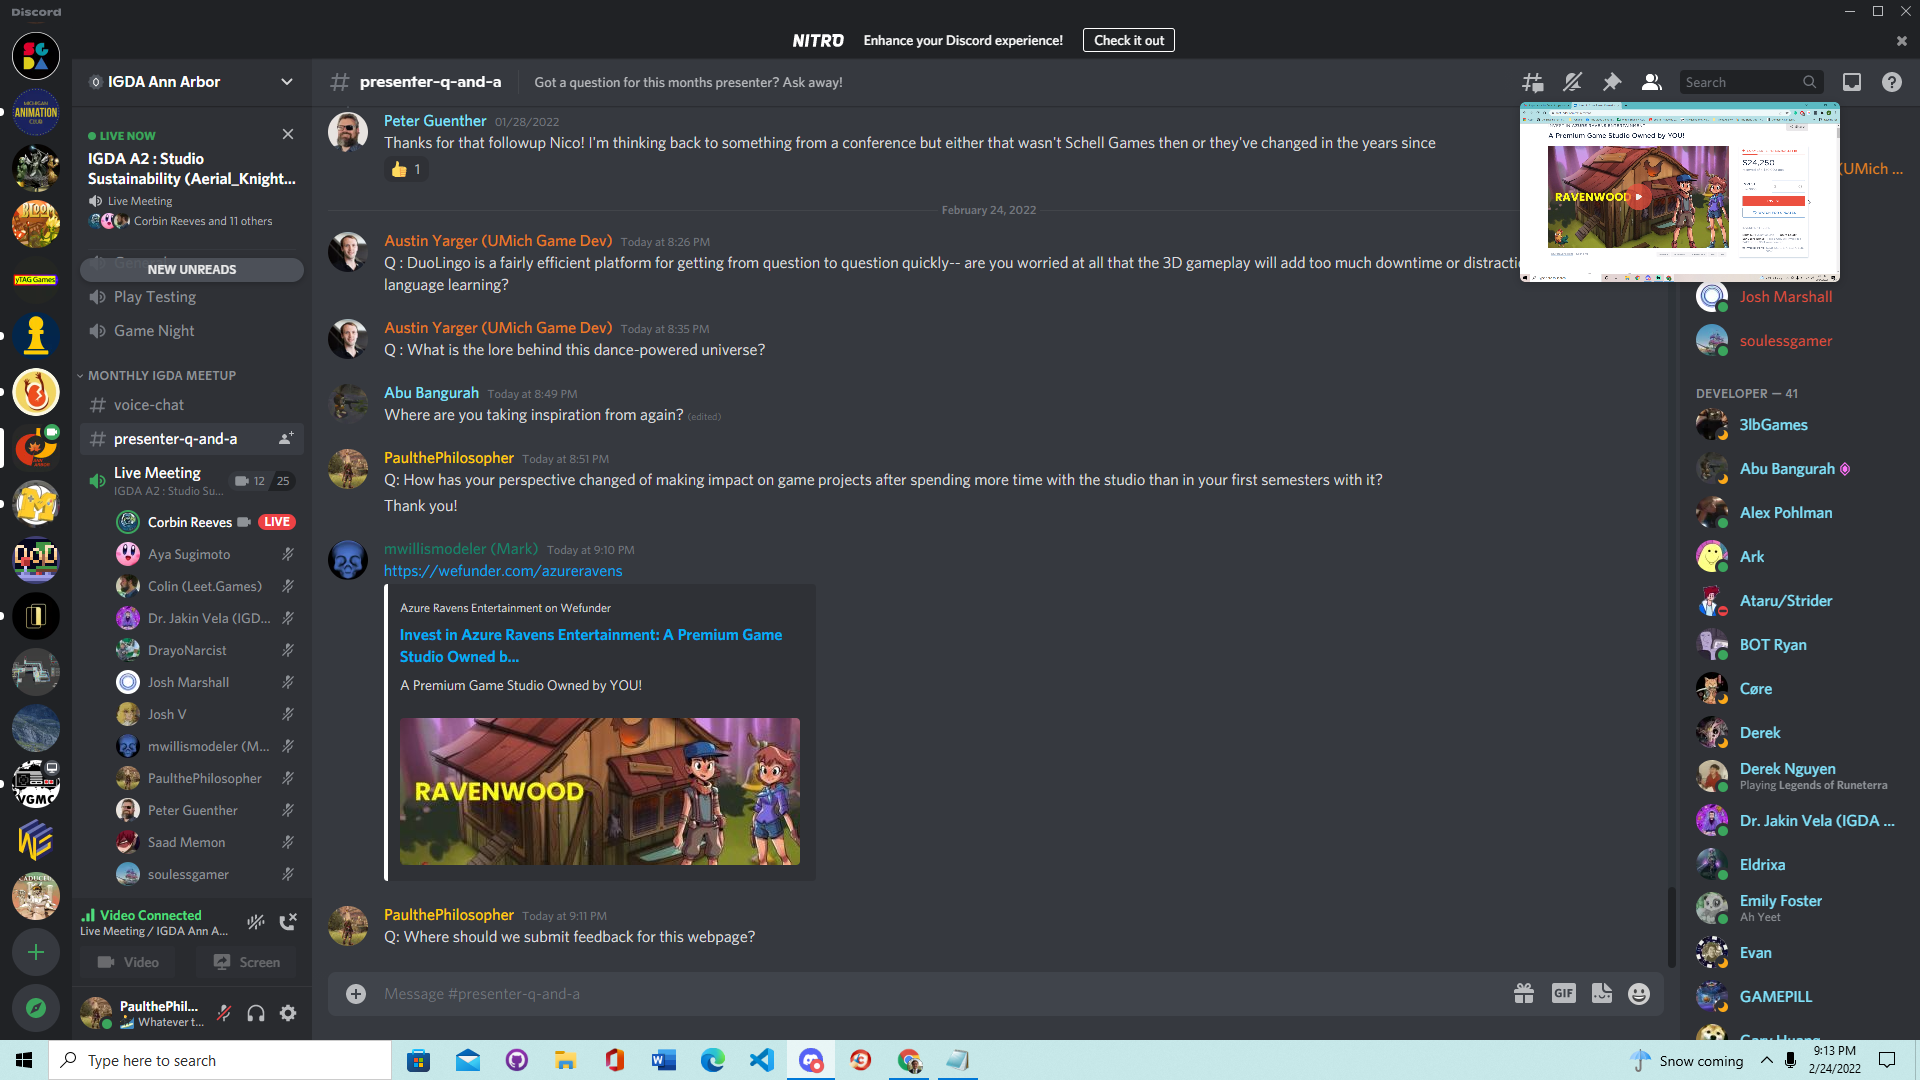 Discord
NITRO Enhance your Discord experience! Check it out
IGDA Ann Arbor
LIVE NOW
IGDA A2 : Studio
Sustainability (Aerial_Knight...
Live Meeting
Corbin Reeves and 11 others
General
NEW UNREADS
Play Testing
Game Night
MONTHLY IGDA MEETUP
voice-chat
presenter-q-and-a
Live Meeting
IGDA A2 : Studio Su...
12 25
Corbin Reeves LIVE
Aya Sugimoto
Colin (Leet.Games)
Dr. Jakin Vela (IGD...
DrayoNarcist
Josh Marshall
Josh V
mwillismodeler (M...
PaulthePhilosopher
Peter Guenther
Saad Memon
soulessgamer
Video Connected
Live Meeting / IGDA Ann A...
Video Screen
PaulthePhil...
Whatever t...
MICHIGAN
ANIMATION
CLUB
BLOOM
yTAG Games
VGMC
presenter-q-and-a Got a question for this months presenter? Ask away!
Search
Peter Guenther 01/28/2022
Thanks for that followup Nico! I'm thinking back to something from a conference but either that wasn't Schell Games then or they've changed in the years since
1
February 24, 2022
Austin Yarger (UMich Game Dev) Today at 8:26 PM
Q : DuoLingo is a fairly efficient platform for getting from question to question quickly-- are you worried at all that the 3D gameplay will add too much downtime or distractio
language learning?
Austin Yarger (UMich Game Dev) Today at 8:35 PM
Q : What is the lore behind this dance-powered universe?
Abu Bangurah Today at 8:49 PM
Where are you taking inspiration from again? (edited)
PaulthePhilosopher Today at 8:51 PM
Q: How has your perspective changed of making impact on game projects after spending more time with the studio than in your first semesters with it?
Thank you!
mwillismodeler (Mark) Today at 9:10 PM
https://wefunder.com/azureravens
Azure Ravens Entertainment on Wefunder
Invest in Azure Ravens Entertainment: A Premium Game
Studio Owned b...
A Premium Game Studio Owned by YOU!
RAVENWOOD
PaulthePhilosopher Today at 9:11 PM
Q: Where should we submit feedback for this webpage?
Message #presenter-q-and-a
GIF
A Premium Game Studio Owned by YOU!
RAVENWOOD
$24,250
(UMich ...
Josh Marshall
soulessgamer
DEVELOPER — 41
3lbGames
Abu Bangurah
Alex Pohlman
Ark
Ataru/Strider
BOT Ryan
Cøre
Derek
Derek Nguyen
Playing Legends of Runeterra
Dr. Jakin Vela (IGDA ...
Eldrixa
Emily Foster
Ah Yeet
Evan
GAMEPILL
Gary Huang
Type here to search
Snow coming
9:13 PM
2/24/2022